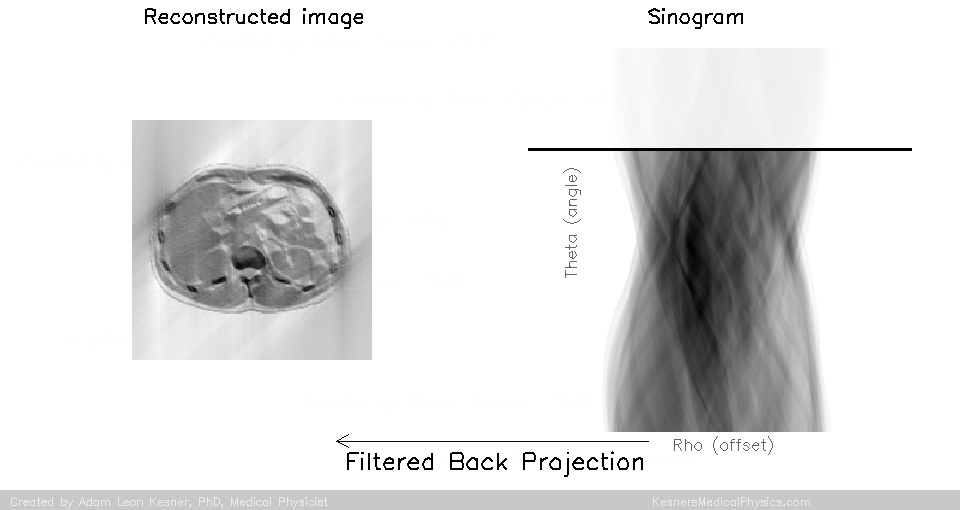 Reconstructed image
Sinogram
Theta (angle)
Rho (offset)
Filtered Back Projection
Created by Adam Leon Kesner, PhD, Medical Physicist
KesnersMedicalPhysics.com